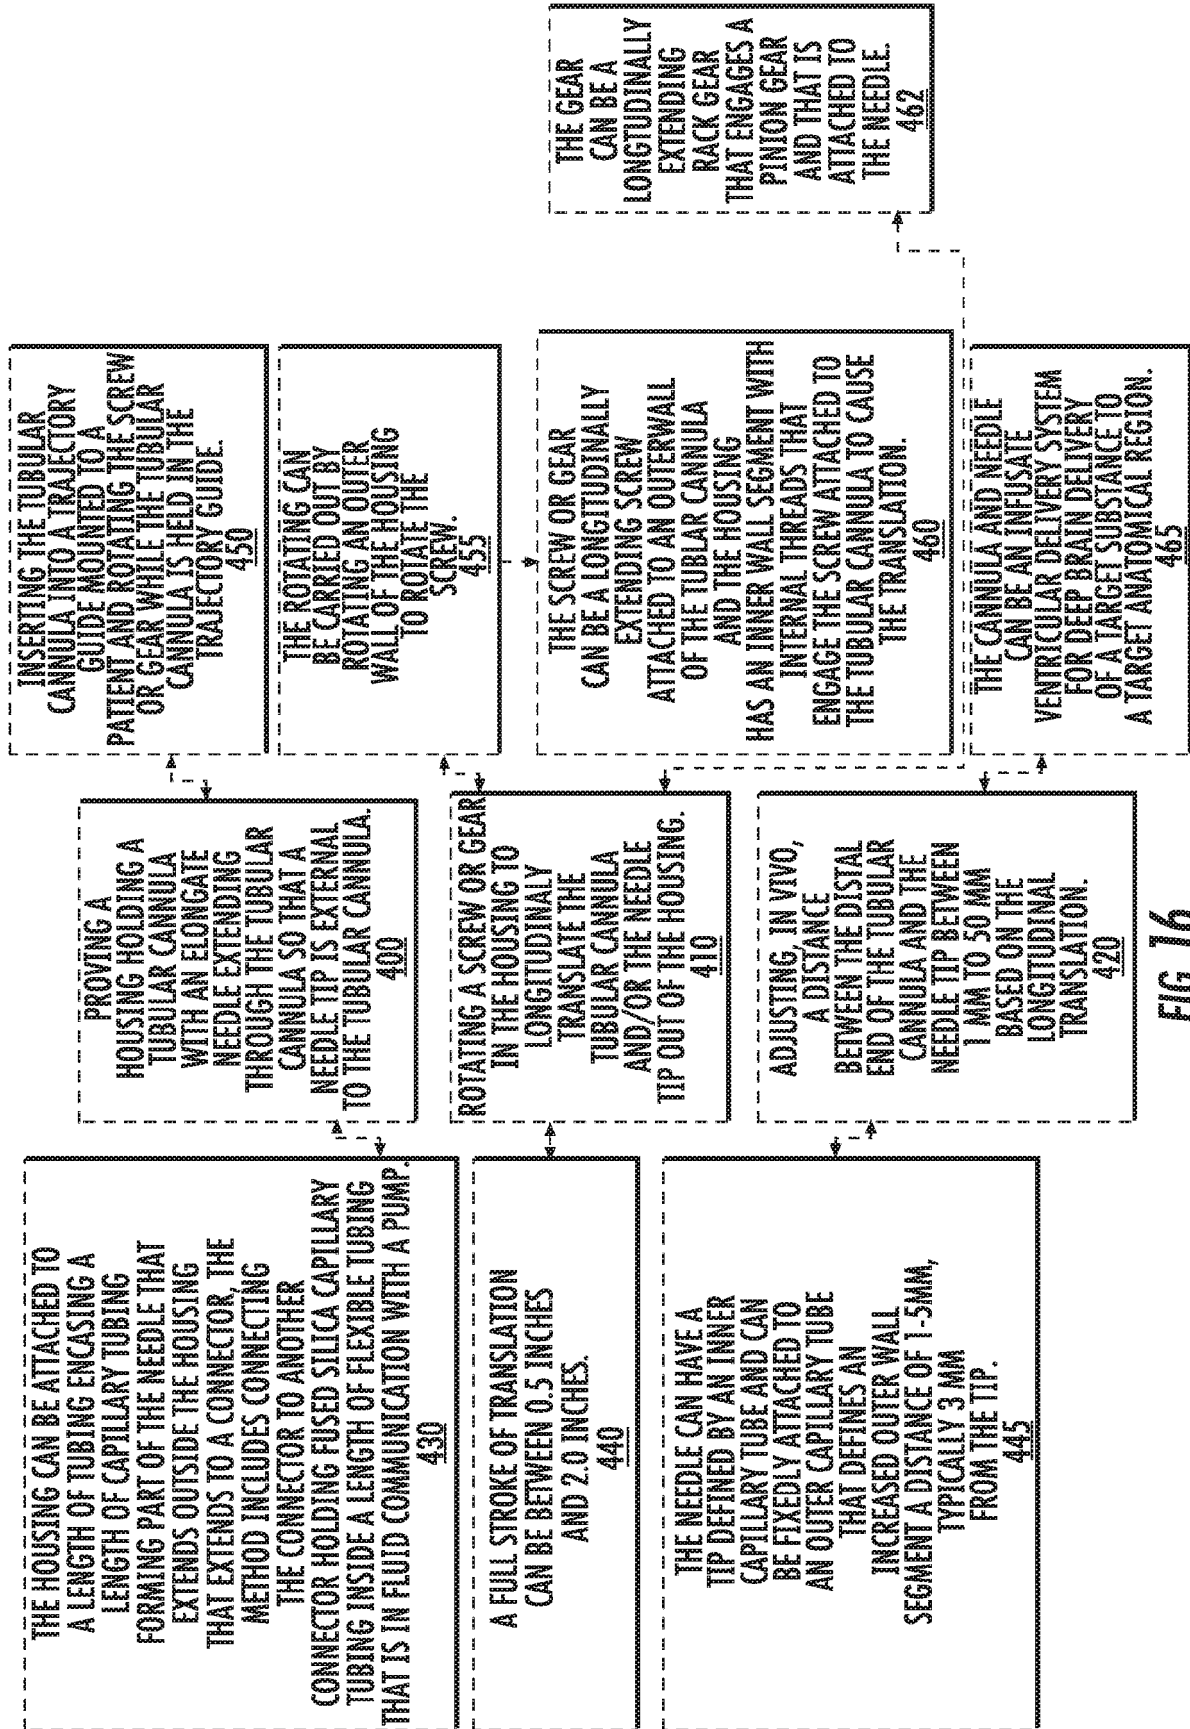 THE HOUSING CAN BE ATTACHED TO
A LENGTH OF TUBING ENCASING A
LENGTH OF CAPILLARY TUBING
FORMING PART OF THE NEEDLE THAT
EXTENDS OUTSIDE THE HOUSING
THAT EXTENDS TO A CONNECTOR, THE
METHOD INCLUDES CONNECTING
THE CONNECTOR TO ANOTHER
CONNECTOR HOLDING FUSED SILICA CAPILLARY
TUBING INSIDE A LENGTH OF FLEXIBLE TUBING
THAT IS IN FLUID COMMUNICATION WITH A PUMP.
430
A FULL STROKE OF TRANSLATION
CAN BE BETWEEN 0.5 INCHES
AND 2.0 INCHES.
440
THE NEEDLE CAN HAVE A
TIP DEFINED BY AN INNER
CAPILLARY TUBE AND CAN
BE FIXEDLY ATTACHED TO
AN OUTER CAPILLARY TUBE
THAT DEFINES AN
INCREASED OUTER WALL
SEGMENT A DISTANCE OF 1-5MM,
TYPICALLY 3 MM
FROM THE TIP.
445
PROVING A
HOUSING HOLDING A
TUBULAR CANNULA
WITH AN ELONGATE
NEEDLE EXTENDING
THROUGH THE TUBULAR
CANNULA SO THAT A
NEEDLE TIP IS EXTERNAL
TO THE TUBULAR CANNULA.
400
ROTATING A SCREW OR GEAR
IN THE HOUSING TO
LONGITUDINALY
TRANSLATE THE
TUBULAR CANNULA
AND/OR THE NEEDLE
TIP OUT OF THE HOUSING.
410
ADJUSTING, IN VIVO,
A DISTANCE
BETWEEN THE DISTAL
END OF THE TUBULAR
CANNULA AND THE
NEEDLE TIP BETWEEN
1 MM TO 50 MM
BASED ON THE
LONGITUDINAL
TRANSLATION.
420
INSERTING THE TUBULAR
CANNULA INTO A TRAJECTORY
GUIDE MOUNTED TO A
PATIENT AND ROTATING THE SCREW
OR GEAR WHILE THE TUBULAR
CANNULA IS HELD IN THE
TRAJECTORY GUIDE.
450
THE ROTATING CAN
BE CARRIED OUT BY
ROTATING AN OUTER
WALL OF THE HOUSING
TO ROTATE THE
SCREW.
455
THE SCREW OR GEAR
CAN BE A LONGITUDINALLY
EXTENDING SCREW
ATTACHED TO AN OUTERWALL
OF THE TUBLAR CANNULA
AND THE HOUSING
HAS AN INNER WALL SEGMENT WITH
INTERNAL THREADS THAT
ENGAGE THE SCREW ATTACHED TO
THE TUBULAR CANNULA TO CAUSE
THE TRANSLATION.
460
THE CANNULA AND NEEDLE
CAN BE AN INFUSATE
VENTRICULAR DELIVERY SYSTEM
FOR DEEP BRAIN DELIVERY
OF A TARGET SUBSTANCE TO
A TARGET ANATOMICAL REGION.
465
THE GEAR
CAN BE A
LONGTUDINALLY
EXTENDING
RACK GEAR
THAT ENGAGES A
PINION GEAR
AND THAT IS
ATTACHED TO
THE NEEDLE.
462
FIG. 16